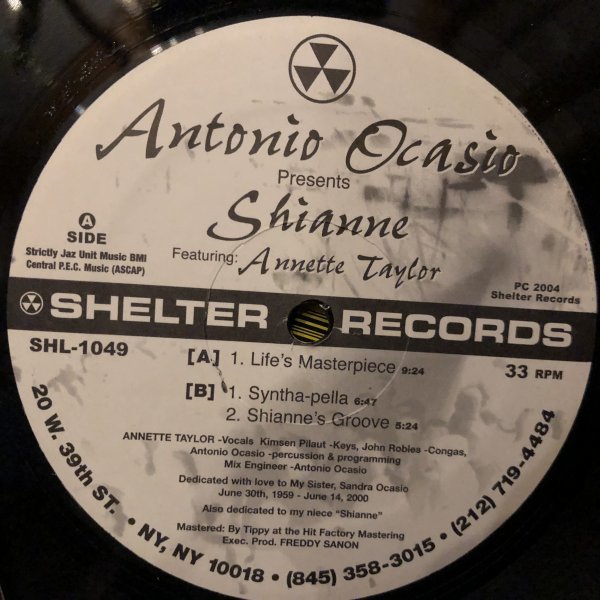 Antonio Ocasio
Presents
Shianne
Featuring: Annette Taylor
A
SIDE
Strictly Jaz Unit Music BMI
Central P.E.C. Music (ASCAP)
PC 2004
Shelter Records
SHELTER RECORDS
SHL-1049
33 RPM
[A] 1. Life's Masterpiece 9:24
[B] 1. Syntha-pella 6:47
2. Shianne's Groove 5:24
ANNETTE TAYLOR -Vocals Kimsen Pilaut -Keys, John Robles -Congas,
Antonio Ocasio -percussion & programming
Mix Engineer -Antonio Ocasio
Dedicated with love to My Sister, Sandra Ocasio
June 30th, 1959 - June 14, 2000
Also dedicated to my niece "Shianne"
Mastered: By Tippy at the Hit Factory Mastering
Exec. Prod. FREDDY SANON
20 W. 39th ST. • NY, NY 10018 • (845) 358-3015 • (212) 719-4484